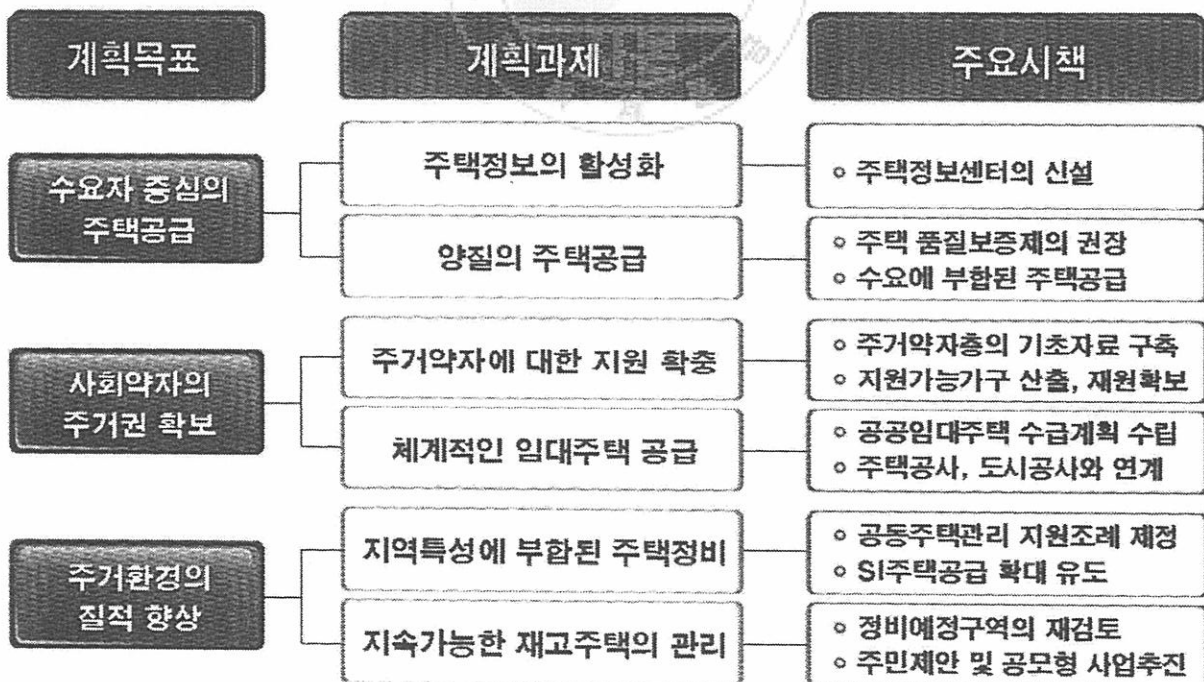 계획목표
계획과제
주요시책
수요자 중심의
주택공급
주택정보의 활성화
주택정보센터의 신설
양질의 주택공급
주택 품질보증제의 권장
수요에 부합된 주택공급
사회약자의
주거권 확보
주거약자에 대한 지원 확충
주거약자층의 기초자료 구축
지원가능가구 산출, 재원확보
체계적인 임대주택 공급
공공임대주택 수급계획 수립
주택공사, 도시공사와 연계
주거환경의
질적 향상
지역특성에 부합된 주택정비
공동주택관리 지원조례 제정
SI주택공급 확대 유도
지속가능한 재고주택의 관리
정비예정구역의 재검토
주민제안 및 공모형 사업추진